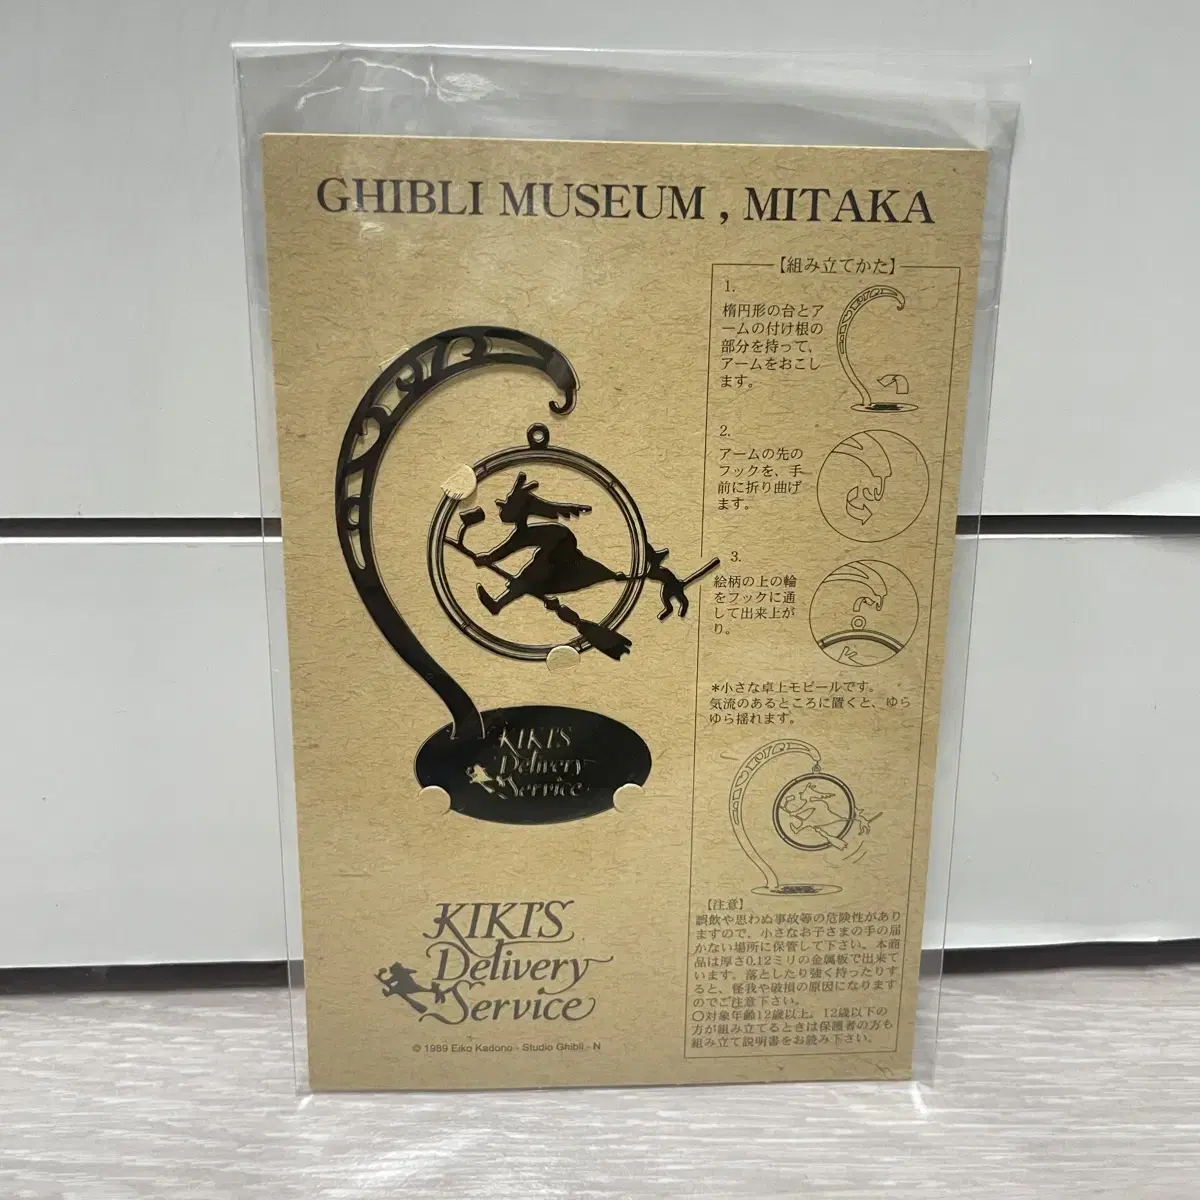 GHIBLI MUSEUM , MITAKA
【組み立てかた】
1.
楕円形の台とア
ームの付け根の
部分を持って、
アームをおこし
ます。
2.
アームの先の
フックを、手
前に折り曲げ
ます。
3.
絵柄の上の輪
をフックに通
して出来上が
り。
*小さな卓上モビールです。
気流のあるところに置くと、ゆら
ゆら揺れます。
KIKI'S
Delivery
Service
KIKI'S
Delivery
Service
© 1989 Eiko Kadono - Studio Ghibli - N
【注意】
誤飲や思わぬ事故等の危険性があり
ますので、小さなお子さまの手の届
かない場所に保管して下さい。本商
品は厚さ0.12ミリの金属板で出来て
います。落としたり強く持ったりす
ると、怪我や破損の原因になります
のでご注意下さい。
○対象年齢12歳以上。12歳以下の
方が組み立てるときは保護者の方も
組み立て説明書をお読み下さい。